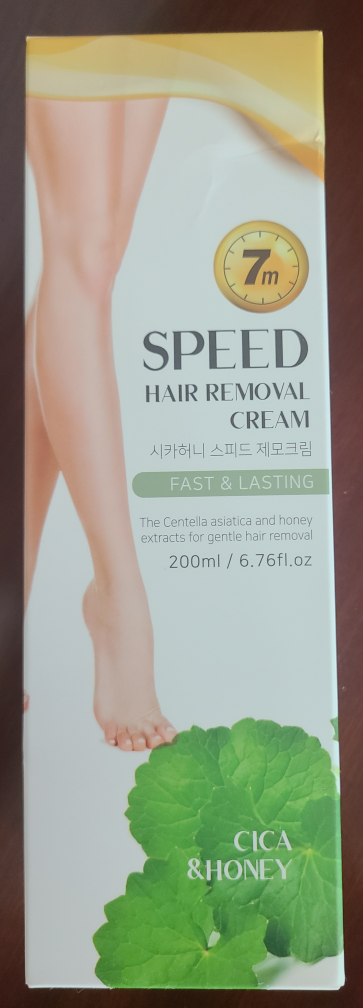 7m
SPEED
HAIR REMOVAL
CREAM
시카허니 스피드 제모크림
FAST & LASTING
The Centella asiatica and honey
extracts for gentle hair removal
200ml / 6.76fl.oz
CICA
&HONEY